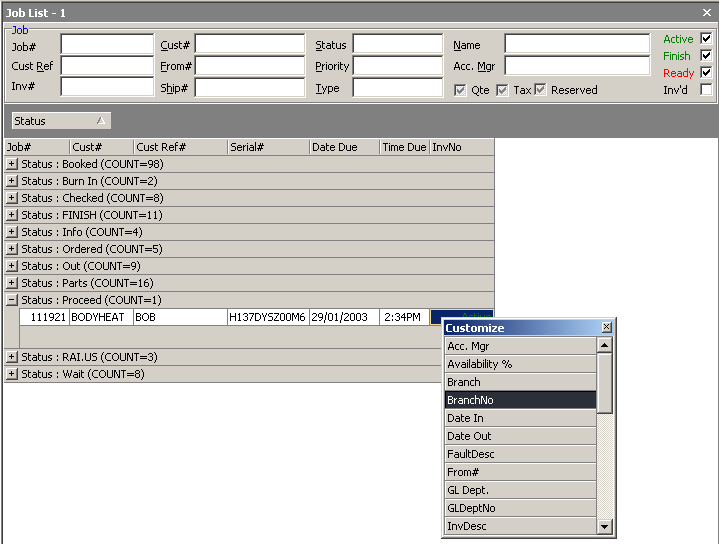 Job List - 1
Job
Job# Cust# Status Name Active
Cust Ref From# Priority Acc. Mgr Finish
Ready
Inv# Ship# Type Qte Tax Reserved Inv'd
Status
Job# Cust# Cust Ref# Serial# Date Due Time Due InvNo
Status : Booked (COUNT=98)
Status : Burn In (COUNT=2)
Status : Checked (COUNT=8)
Status : FINISH (COUNT=11)
Status : Info (COUNT=4)
Status : Ordered (COUNT=5)
Status : Out (COUNT=9)
Status : Parts (COUNT=16)
Status : Proceed (COUNT=1)
111921 BODYHEAT BOB H137DYSZ00M6 29/01/2003 2:34PM
Status : RAI.US (COUNT=3)
Status : Wait (COUNT=8)
Customize
Acc. Mgr
Availability %
Branch
BranchNo
Date In
Date Out
FaultDesc
From#
GL Dept.
GLDeptNo
InvDesc